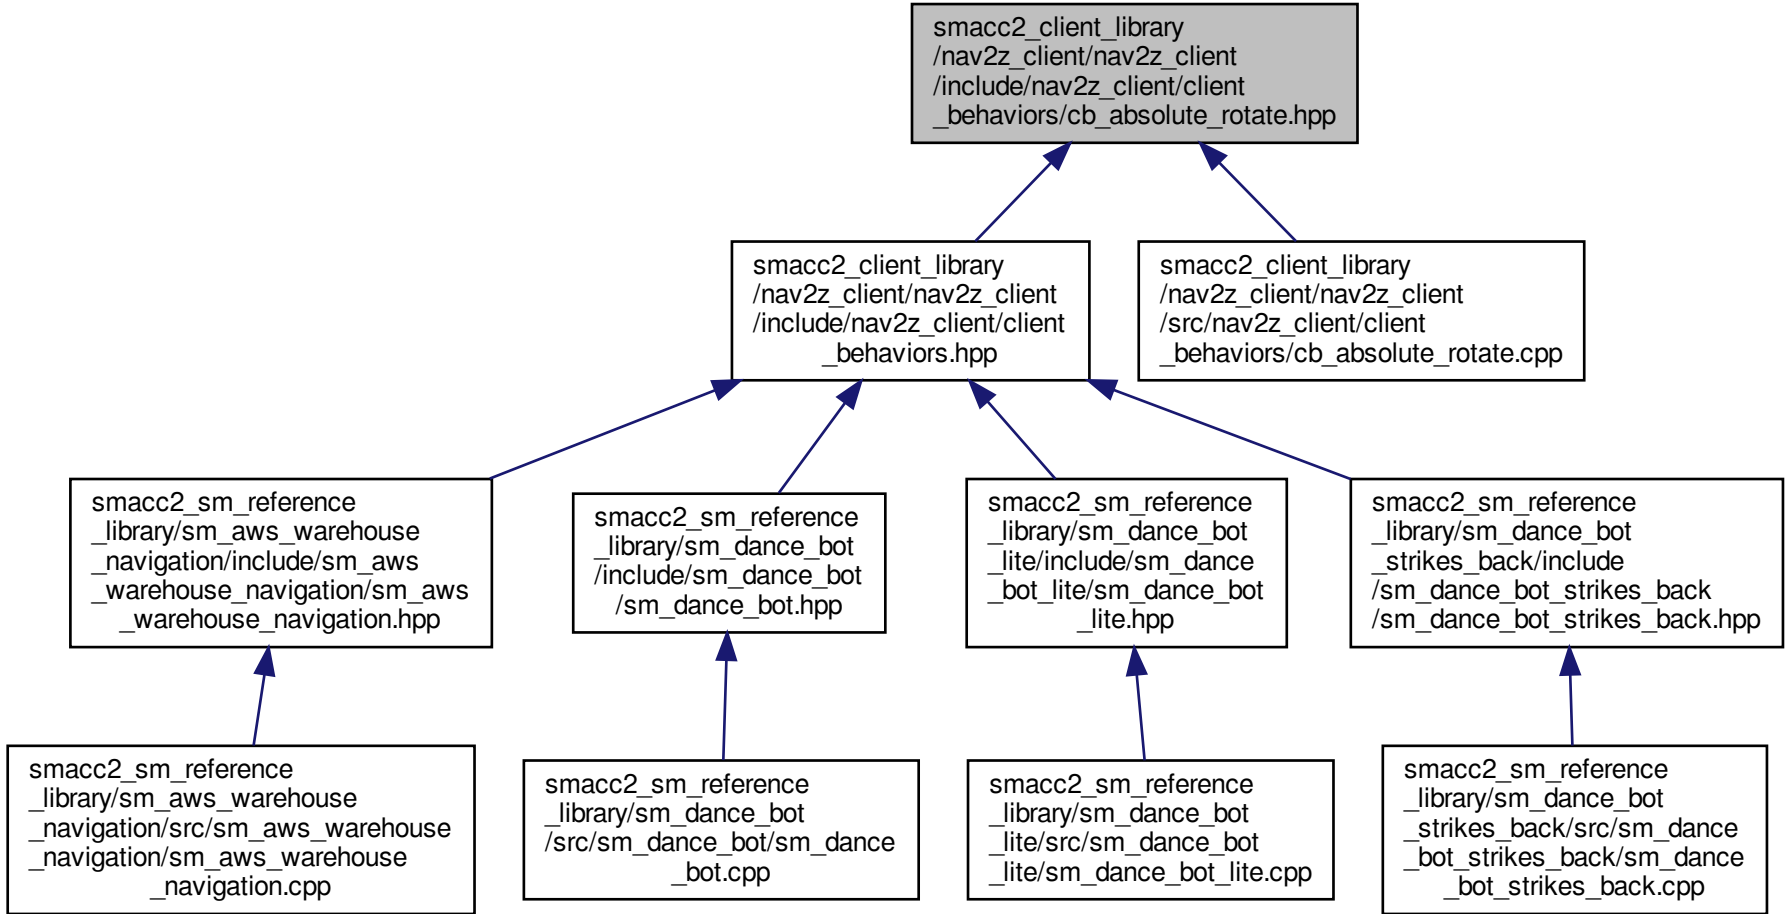 smacc2_client_library
/nav2z_client/nav2z_client
/include/nav2z_client/client
_behaviors/cb_absolute_rotate.hpp
smacc2_client_library
/nav2z_client/nav2z_client
/include/nav2z_client/client
_behaviors.hpp
smacc2_client_library
/nav2z_client/nav2z_client
/src/nav2z_client/client
_behaviors/cb_absolute_rotate.cpp
smacc2_sm_reference
_library/sm_aws_warehouse
_navigation/include/sm_aws
_warehouse_navigation/sm_aws
_warehouse_navigation.hpp
smacc2_sm_reference
_library/sm_dance_bot
/include/sm_dance_bot
/sm_dance_bot.hpp
smacc2_sm_reference
_library/sm_dance_bot
_lite/include/sm_dance
_bot_lite/sm_dance_bot
_lite.hpp
smacc2_sm_reference
_library/sm_dance_bot
_strikes_back/include
/sm_dance_bot_strikes_back
/sm_dance_bot_strikes_back.hpp
smacc2_sm_reference
_library/sm_aws_warehouse
_navigation/src/sm_aws_warehouse
_navigation/sm_aws_warehouse
_navigation.cpp
smacc2_sm_reference
_library/sm_dance_bot
/src/sm_dance_bot/sm_dance
_bot.cpp
smacc2_sm_reference
_library/sm_dance_bot
_lite/src/sm_dance_bot
_lite/sm_dance_bot_lite.cpp
smacc2_sm_reference
_library/sm_dance_bot
_strikes_back/src/sm_dance
_bot_strikes_back/sm_dance
_bot_strikes_back.cpp